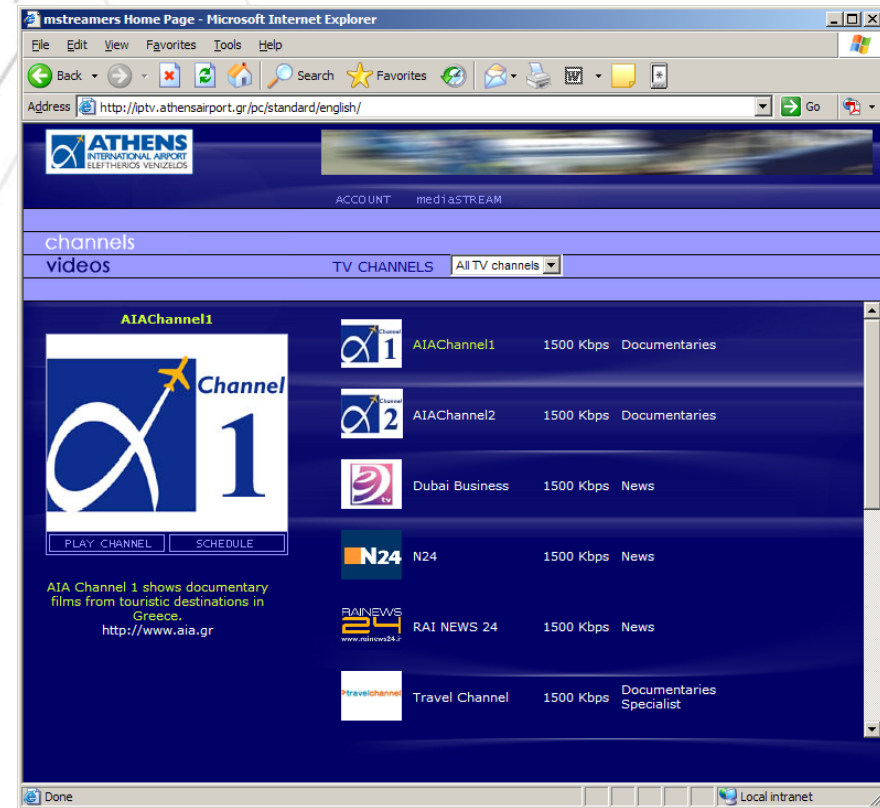 mstreamers Home Page - Microsoft Internet Explorer
File Edit View Favorites Tools Help
Back Search Favorites
Address http://iptv.athensairport.gr/pc/standard/english/ Go
ATHENS
INTERNATIONAL AIRPORT
ELEFTHERIOS VENIZELOS
ACCOUNT mediaSTREAM
channels
videos TV CHANNELS All TV channels
AIAChannel1
Channel
1
PLAY CHANNEL SCHEDULE
AIA Channel 1 shows documentary
films from touristic destinations in
Greece.
http://www.aia.gr
Channel 1 AIAChannel1 1500 Kbps Documentaries
Channel 2 AIAChannel2 1500 Kbps Documentaries
tv Dubai Business 1500 Kbps News
N24 N24 1500 Kbps News
RAINEWS
24
www.rainews24.i
RAI NEWS 24 1500 Kbps News
travelchannel Travel Channel 1500 Kbps Documentaries
Specialist
Done Local intranet